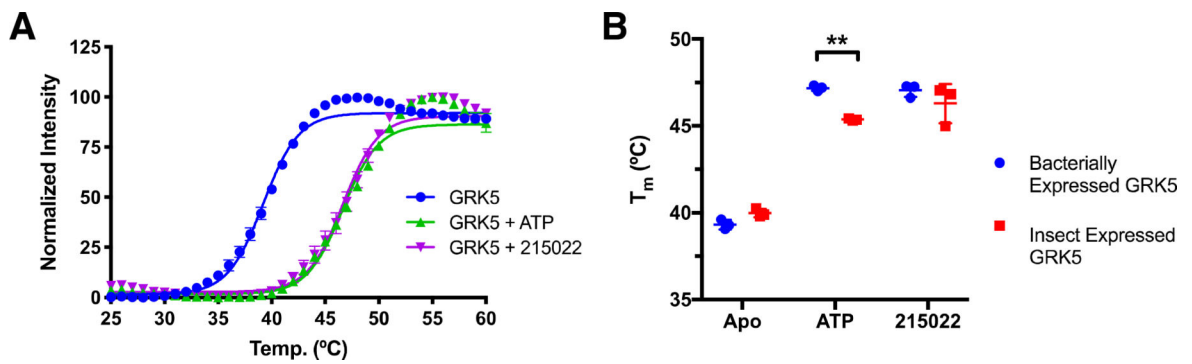 A
Normalized Intensity
125
100
75
50
25
0
25 30 35 40 45 50 55 60
Temp. (ºC)
GRK5
GRK5 + ATP
GRK5 + 215022
B
Tm (ºC)
50
45
40
35
**
Apo ATP 215022
Bacterially
Expressed GRK5
Insect Expressed
GRK5